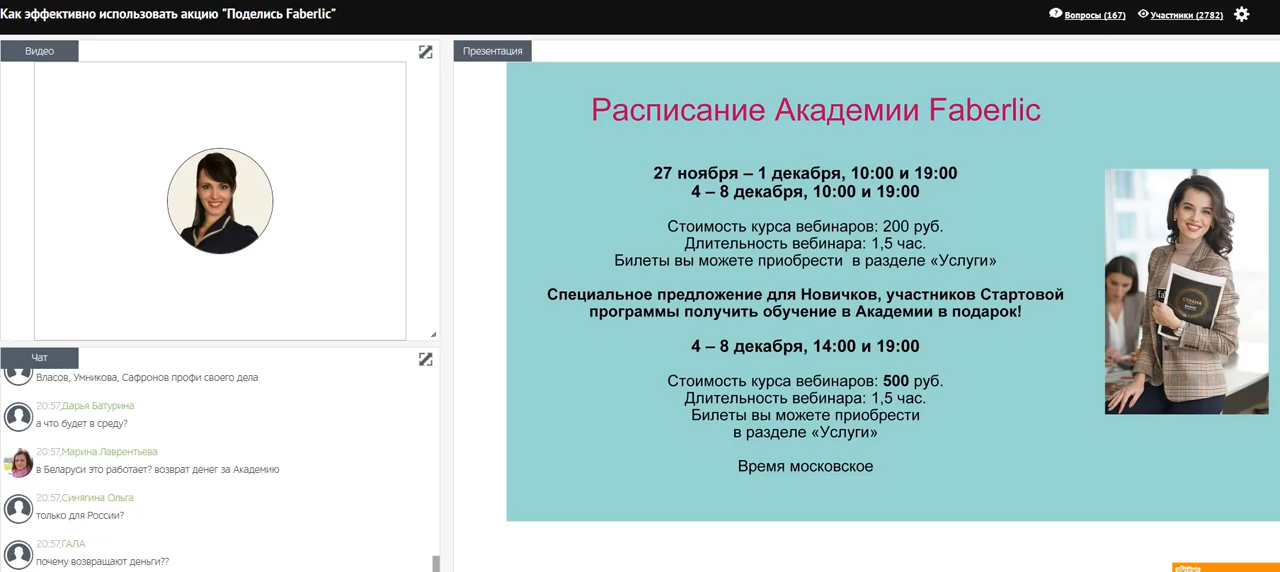 Как эффективно использовать акцию "Поделись Faberlic"
Вопросы (167)
Участники (2782)
Видео
Чат
Власов, Умникова, Сафронов профи своего дела
20:57,Дарья Батурина
а что будет в среду?
20:57,Марина Лаврентьева
в Беларуси это работает? возврат денег за Академию
20:57,Синягина Ольга
только для России?
20:57,ГАЛА
почему возвращают деньги??
Презентация
Расписание Академии Faberlic
27 ноября – 1 декабря, 10:00 и 19:00
4 – 8 декабря, 10:00 и 19:00
Стоимость курса вебинаров: 200 руб.
Длительность вебинара: 1,5 час.
Билеты вы можете приобрести в разделе «Услуги»
Специальное предложение для Новичков, участников Стартовой
программы получить обучение в Академии в подарок!
4 – 8 декабря, 14:00 и 19:00
Стоимость курса вебинаров: 500 руб.
Длительность вебинара: 1,5 час.
Билеты вы можете приобрести
в разделе «Услуги»
Время московское